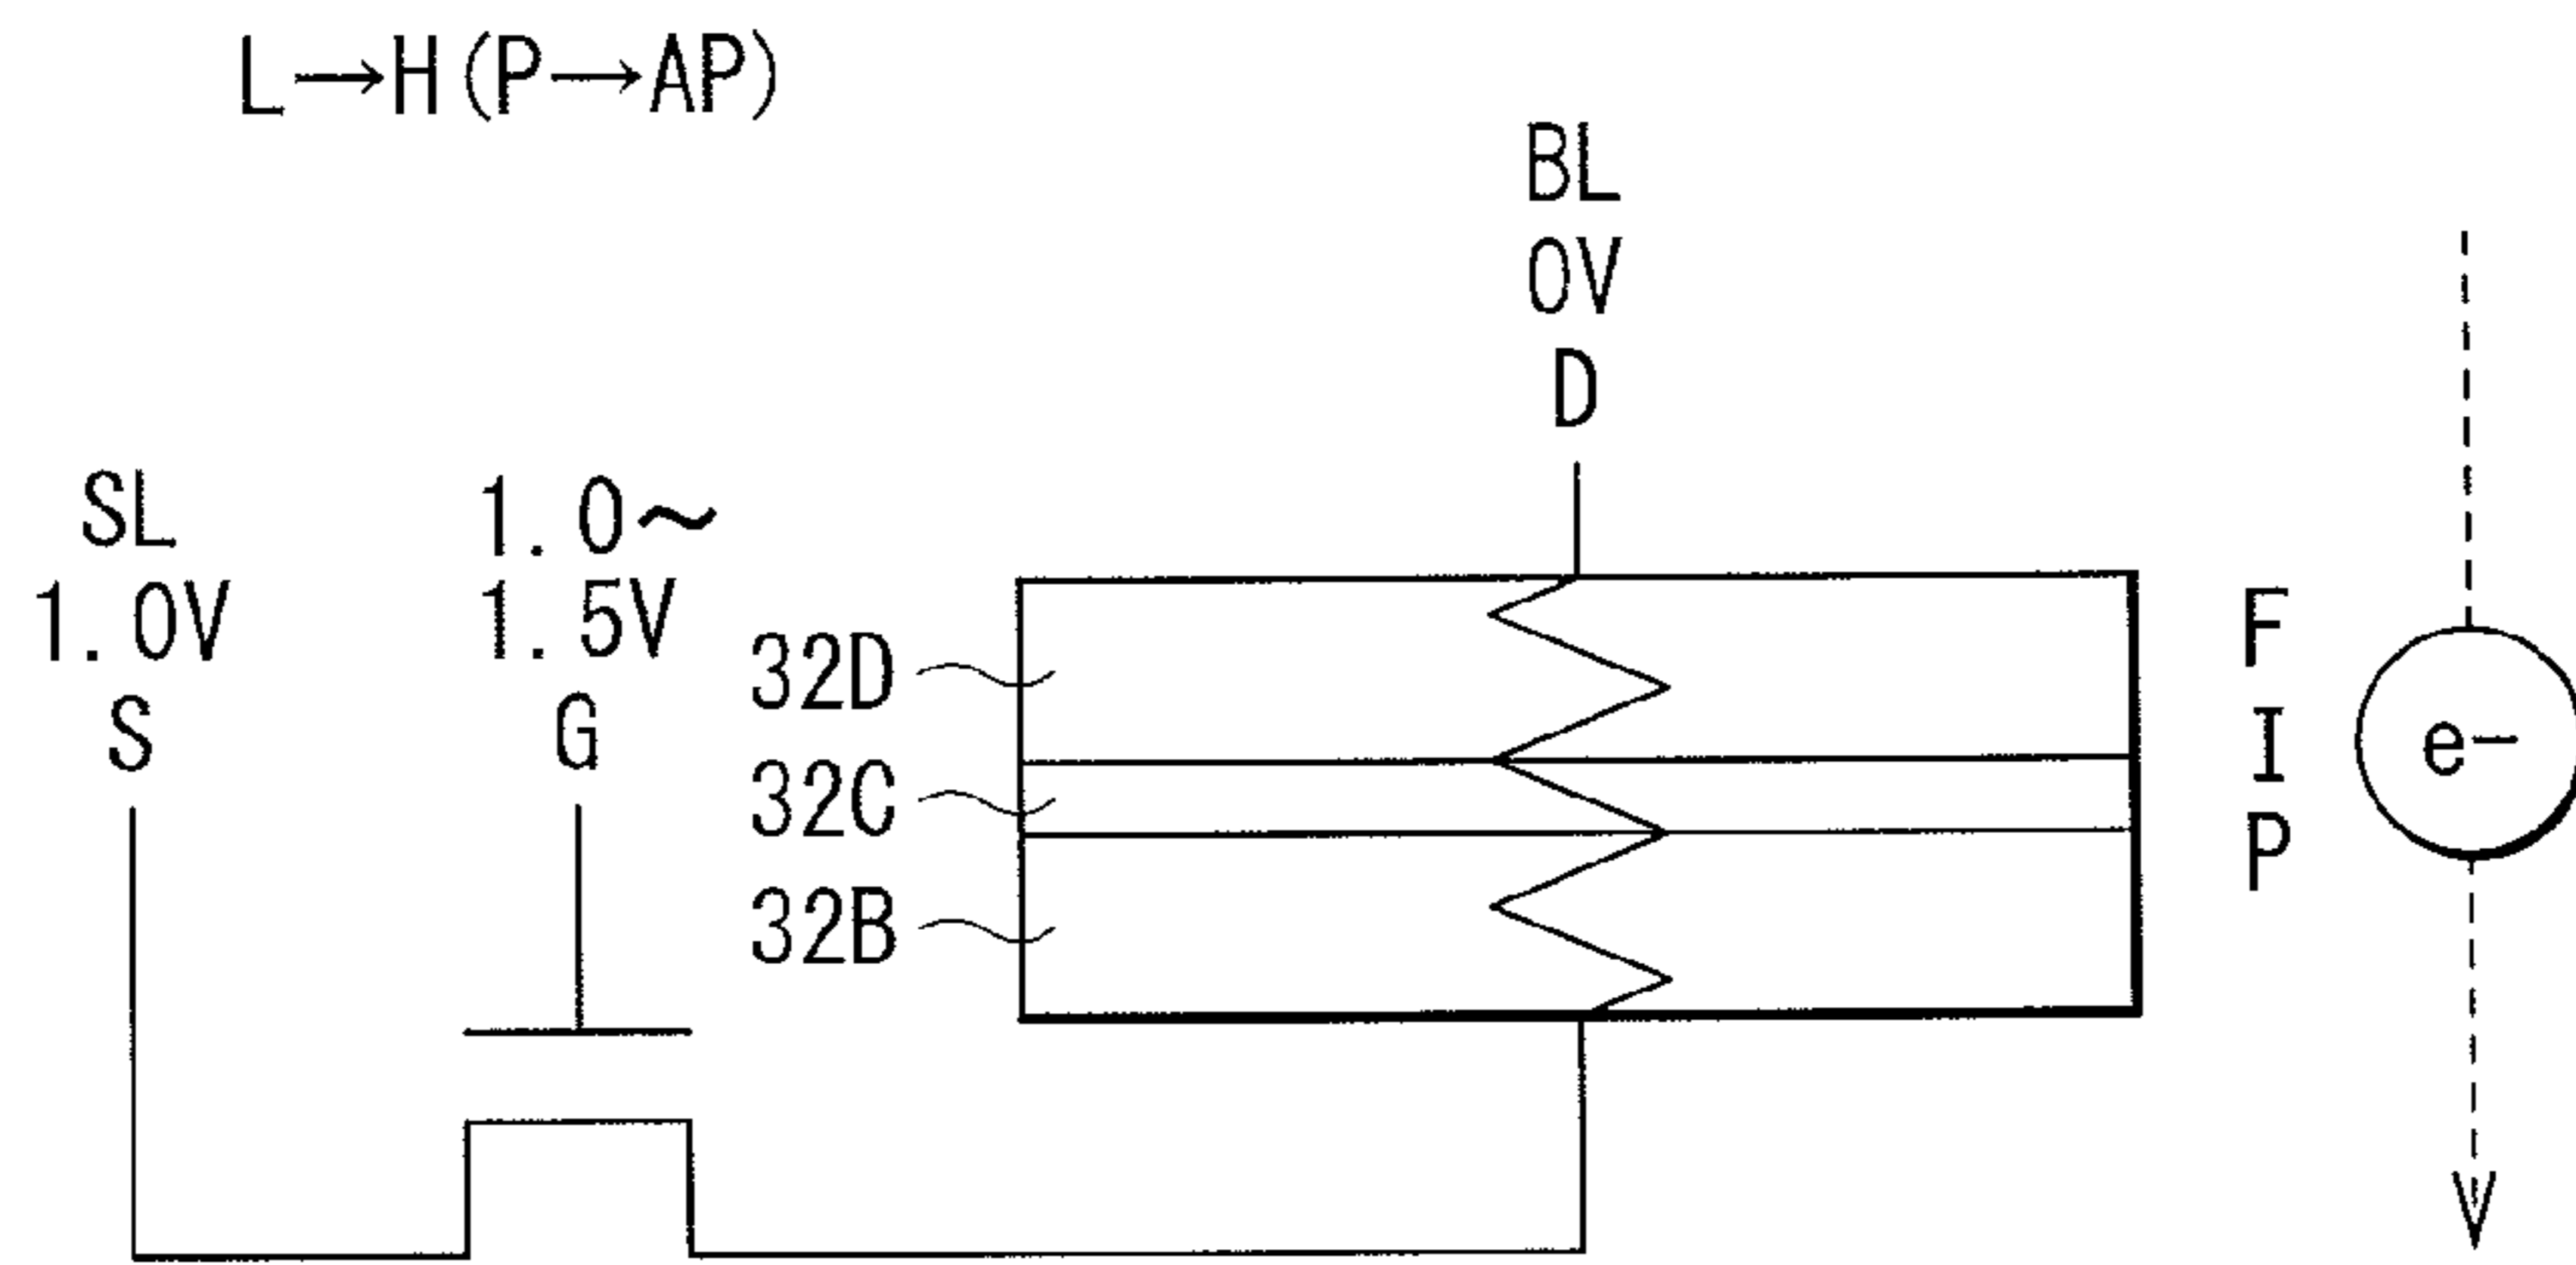 L→H(P→AP)
BL
0V
D
SL
1.0V
S
1.0~
1.5V
G
32D
32C
32B
F
I
P
e-